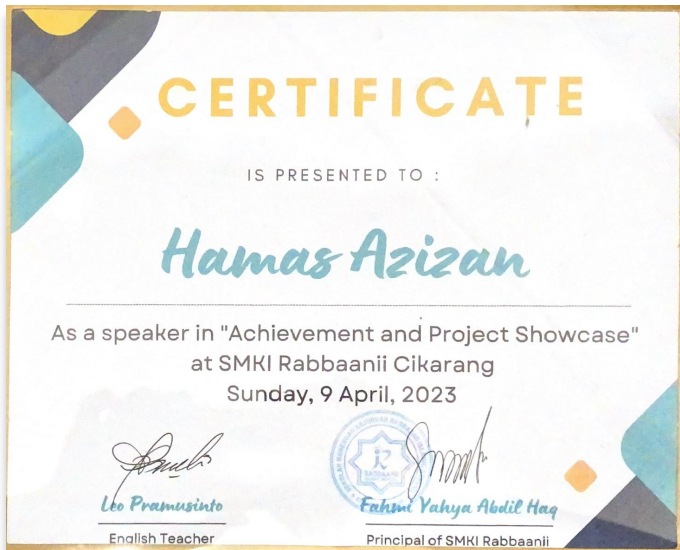 CERTIFICATE
IS PRESENTED TO :
Hamas Azizan
As a speaker in "Achievement and Project Showcase"
at SMKI Rabbaanii Cikarang
Sunday, 9 April, 2023
Leo Pramusinto
Fahmi Yahya Abdil Haq
English Teacher
Principal of SMKI Rabbaanii